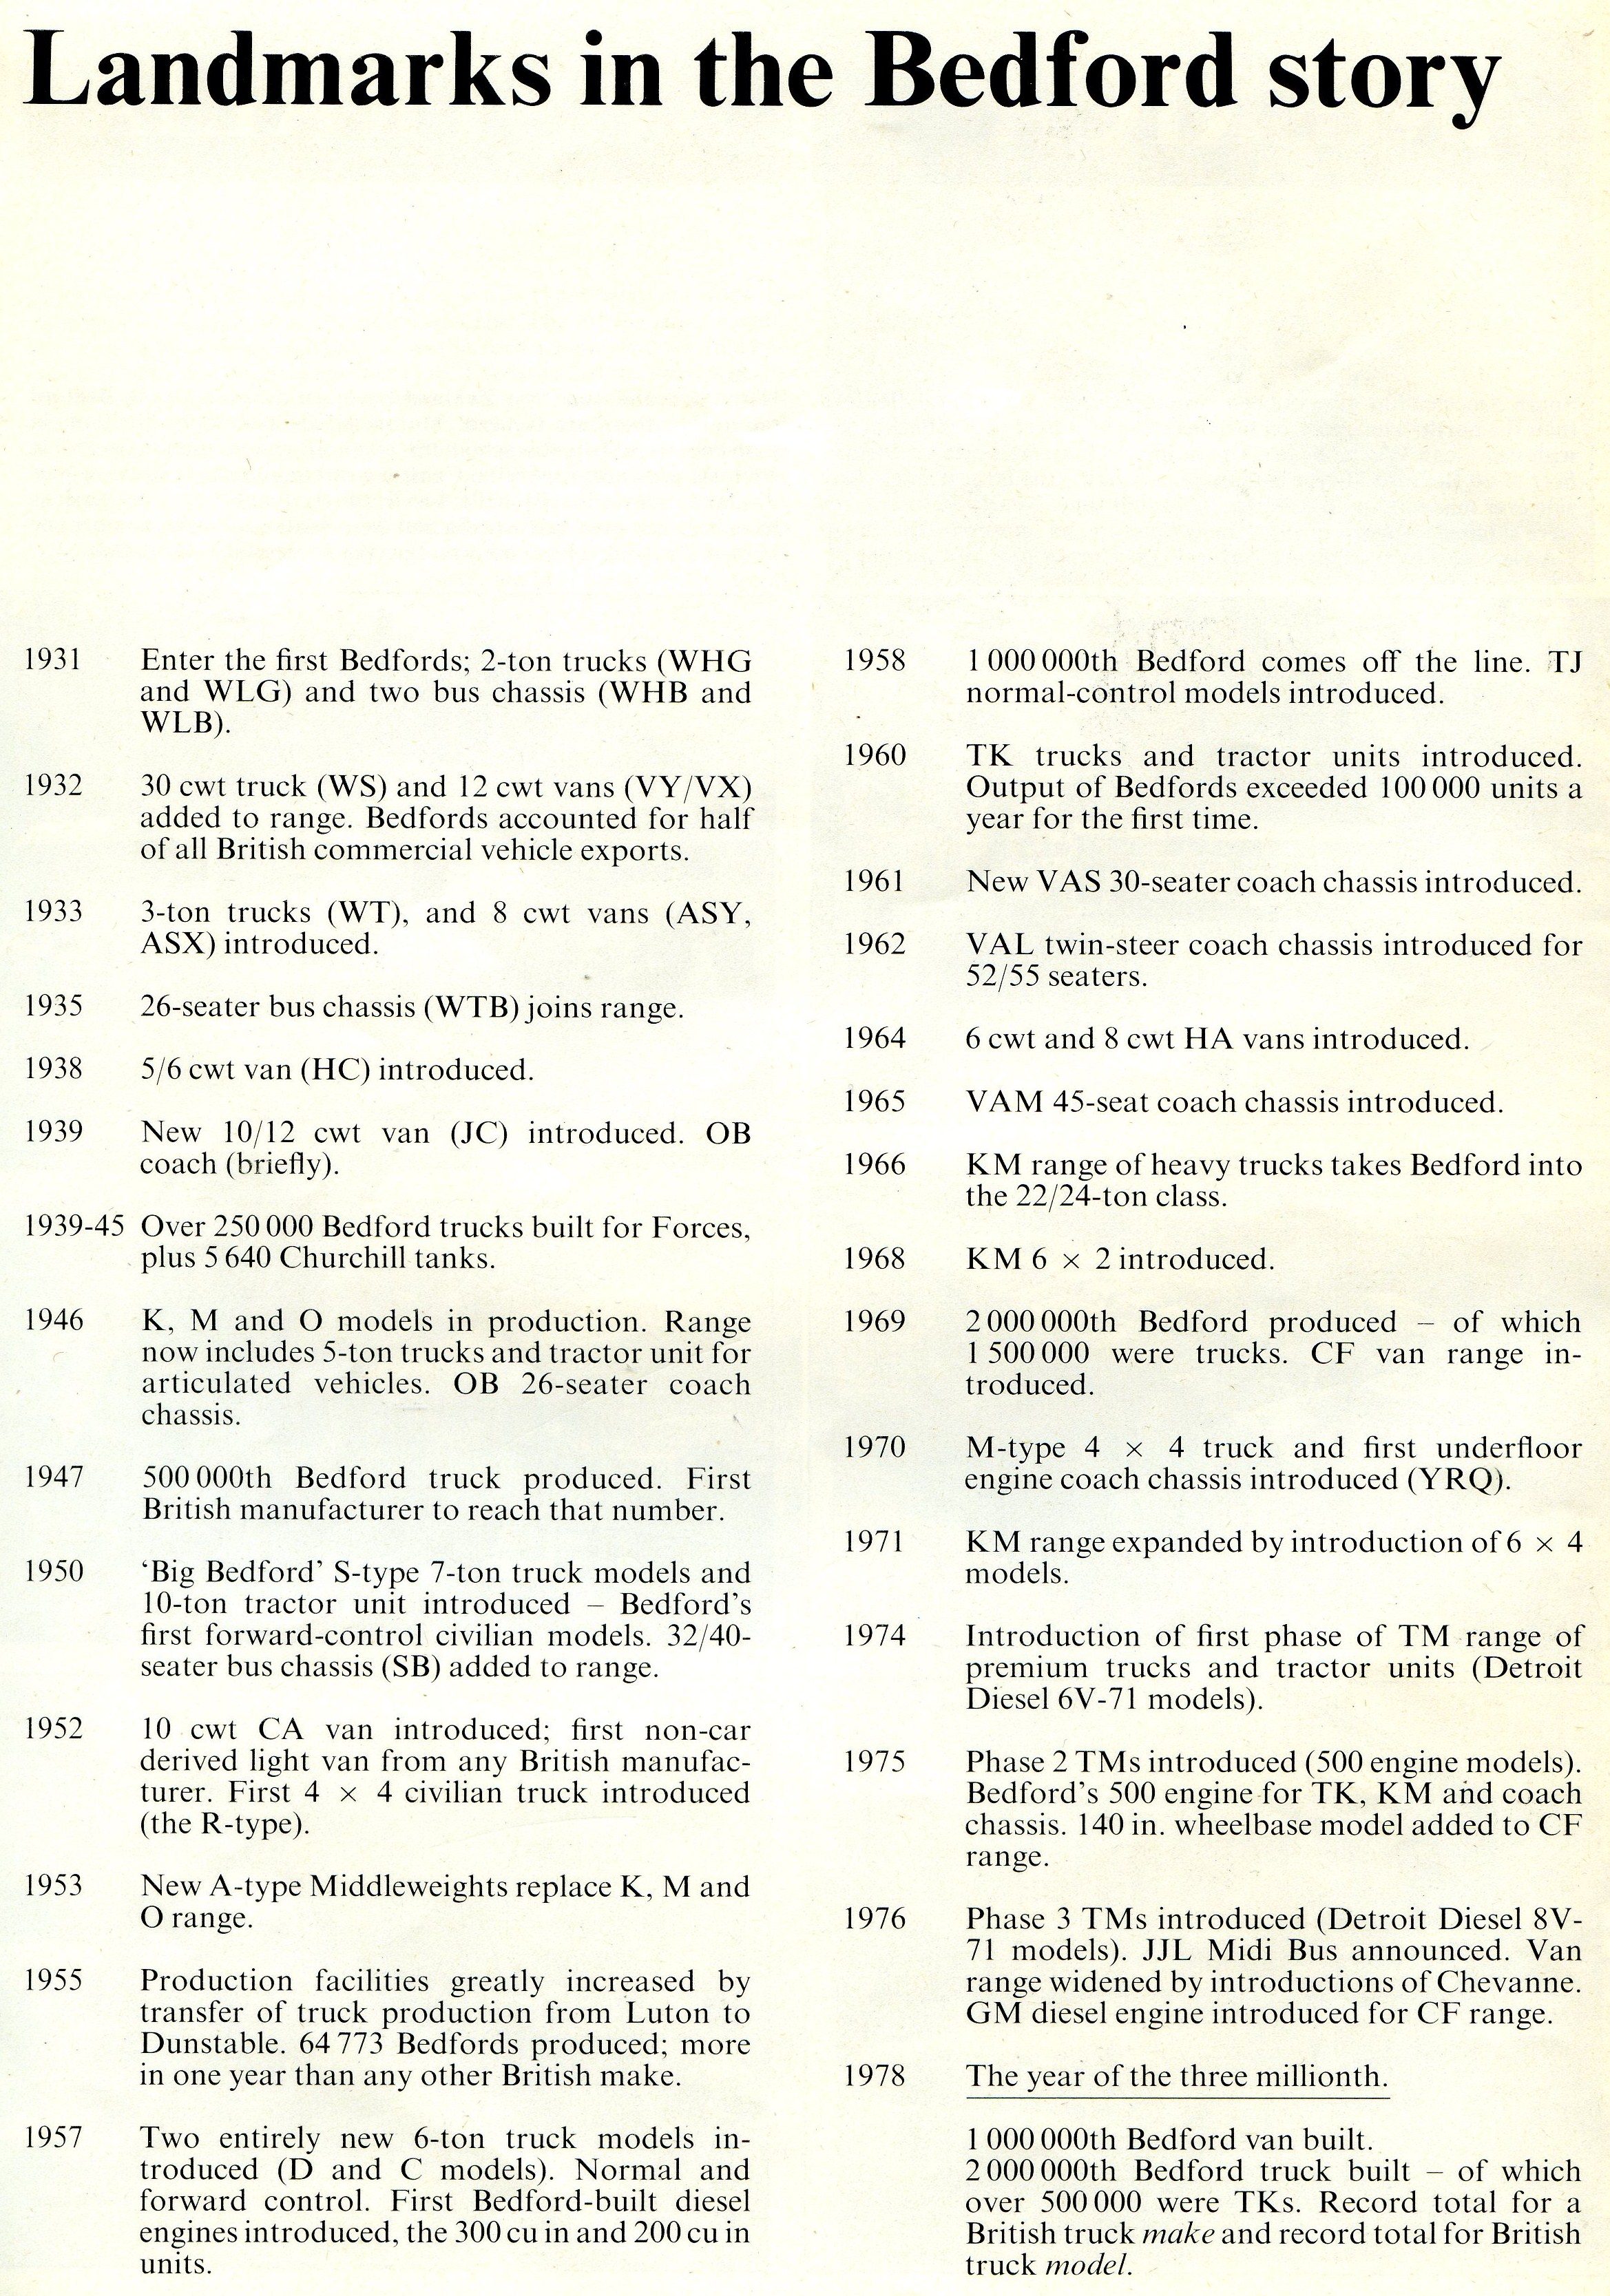 Landmarks in the Bedford story
1931 Enter the first Bedfords; 2-ton trucks (WHG
and WLG) and two bus chassis (WHB and
WLB).
1932 30 cwt truck (WS) and 12 cwt vans (VY/VX)
added to range. Bedfords accounted for half
of all British commercial vehicle exports.
1933 3-ton trucks (WT), and 8 cwt vans (ASY,
ASX) introduced.
1935 26-seater bus chassis (WTB) joins range.
1938 5/6 cwt van (HC) introduced.
1939 New 10/12 cwt van (JC) introduced. OB
coach (briefly).
1939-45 Over 250 000 Bedford trucks built for Forces,
plus 5 640 Churchill tanks.
1946 K, M and O models in production. Range
now includes 5-ton trucks and tractor unit for
articulated vehicles. OB 26-seater coach
chassis.
1947 500 000th Bedford truck produced. First
British manufacturer to reach that number.
1950 ‘Big Bedford’ S-type 7-ton truck models and
10-ton tractor unit introduced – Bedford’s
first forward-control civilian models. 32/40-
seater bus chassis (SB) added to range.
1952 10 cwt CA van introduced; first non-car
derived light van from any British manufac-
turer. First 4 × 4 civilian truck introduced
(the R-type).
1953 New A-type Middleweights replace K, M and
O range.
1955 Production facilities greatly increased by
transfer of truck production from Luton to
Dunstable. 64 773 Bedfords produced; more
in one year than any other British make.
1957 Two entirely new 6-ton truck models in-
troduced (D and C models). Normal and
forward control. First Bedford-built diesel
engines introduced, the 300 cu in and 200 cu in
units.
1958 1 000 000th Bedford comes off the line. TJ
normal-control models introduced.
1960 TK trucks and tractor units introduced.
Output of Bedfords exceeded 100 000 units a
year for the first time.
1961 New VAS 30-seater coach chassis introduced.
1962 VAL twin-steer coach chassis introduced for
52/55 seaters.
1964 6 cwt and 8 cwt HA vans introduced.
1965 VAM 45-seat coach chassis introduced.
1966 KM range of heavy trucks takes Bedford into
the 22/24-ton class.
1968 KM 6 × 2 introduced.
1969 2 000 000th Bedford produced – of which
1 500 000 were trucks. CF van range in-
troduced.
1970 M-type 4 × 4 truck and first underfloor
engine coach chassis introduced (YRQ).
1971 KM range expanded by introduction of 6 × 4
models.
1974 Introduction of first phase of TM range of
premium trucks and tractor units (Detroit
Diesel 6V-71 models).
1975 Phase 2 TMs introduced (500 engine models).
Bedford’s 500 engine for TK, KM and coach
chassis. 140 in. wheelbase model added to CF
range.
1976 Phase 3 TMs introduced (Detroit Diesel 8V-
71 models). JJL Midi Bus announced. Van
range widened by introductions of Chevanne.
GM diesel engine introduced for CF range.
1978 The year of the three millionth.
1 000 000th Bedford van built.
2 000 000th Bedford truck built – of which
over 500 000 were TKs. Record total for a
British truck make and record total for British
truck model.